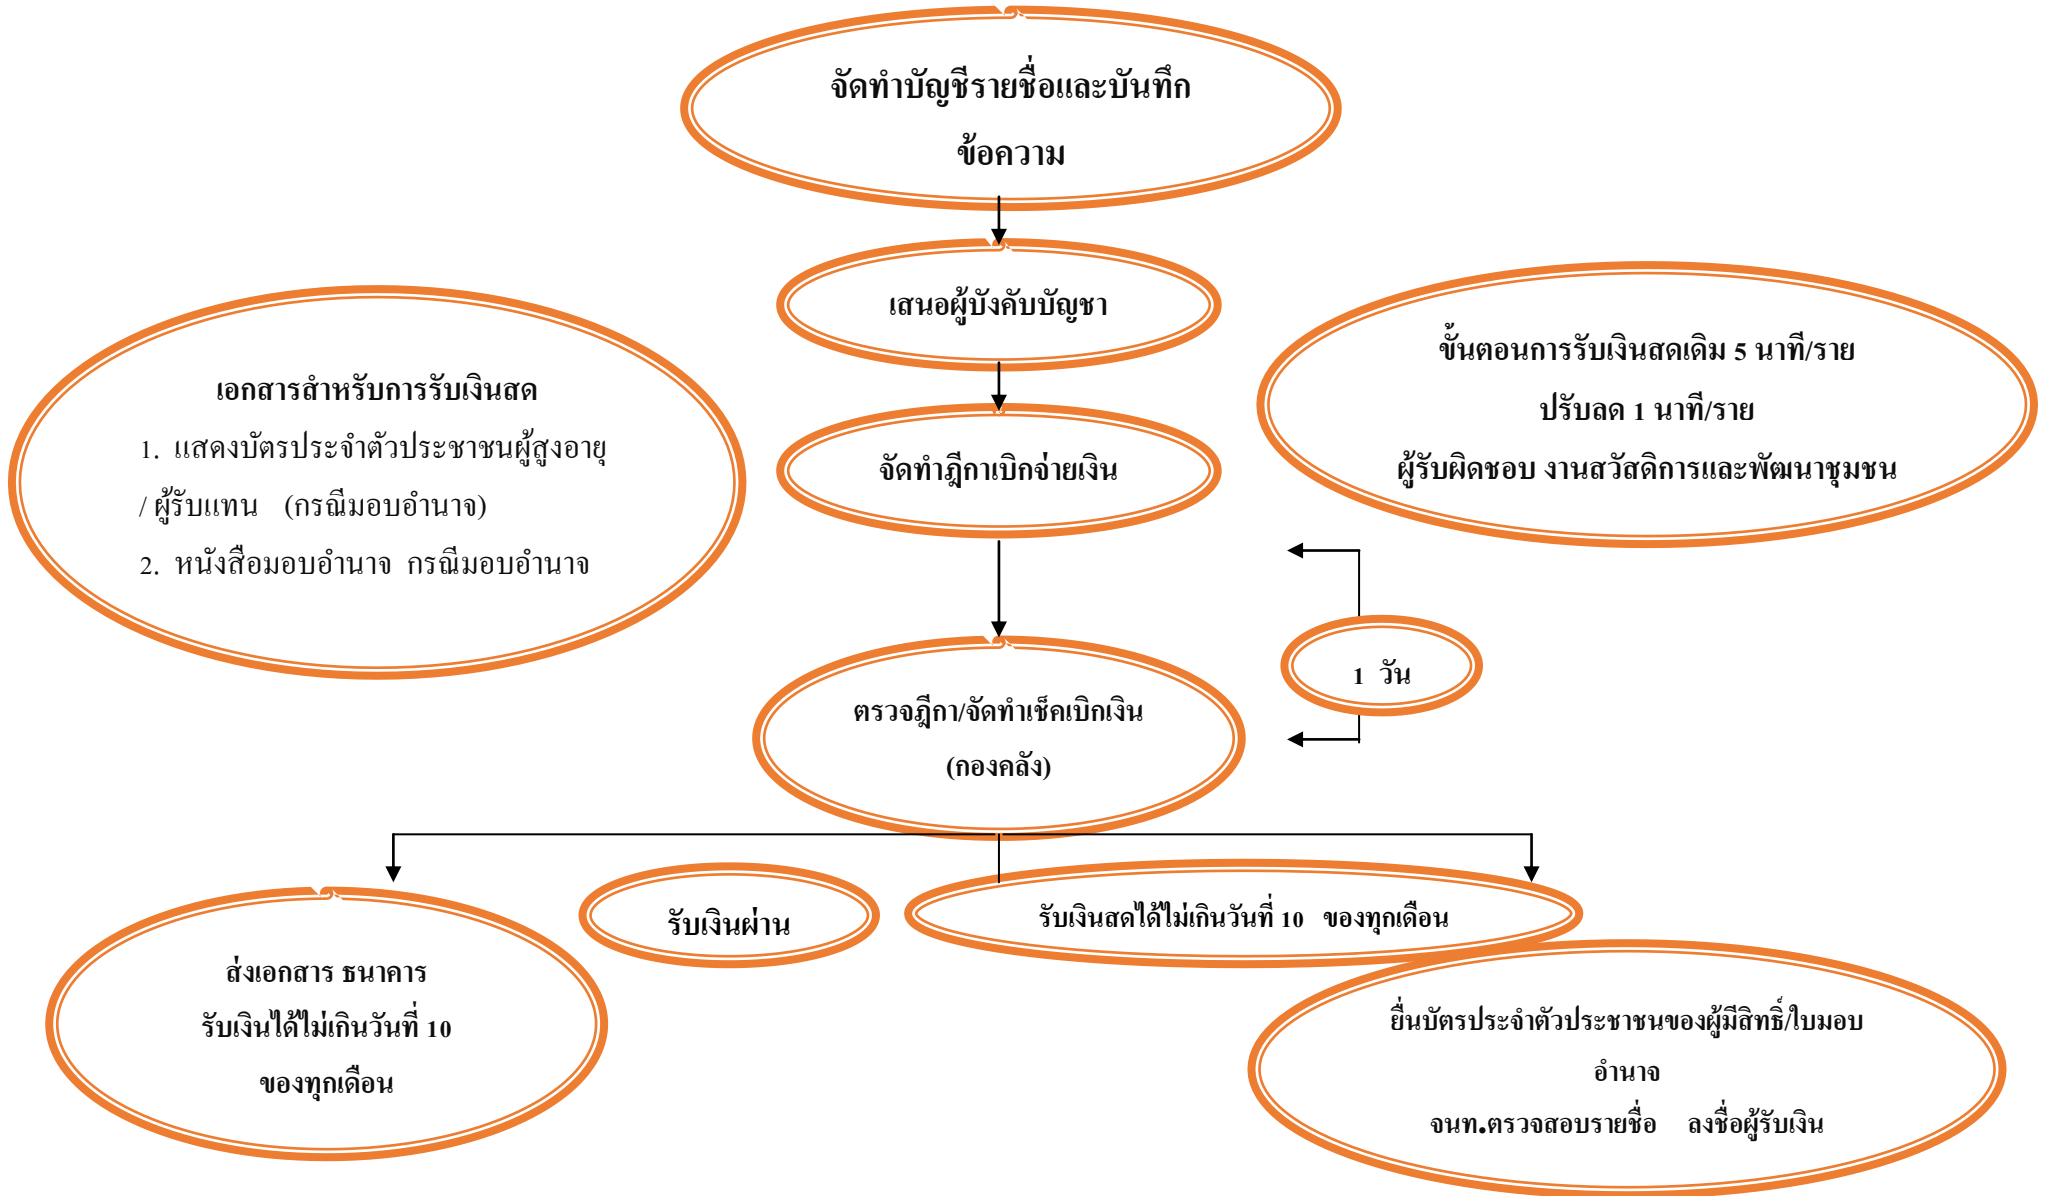 จัดทำบัญชีรายชื่อและบันทึก
ข้อความ
เสนอผู้บังคับบัญชา
จัดทำฎีกาเบิกจ่ายเงิน
เอกสารสำหรับการรับเงินสด
1. แสดงบัตรประจำตัวประชาชนผู้สูงอายุ
/ ผู้รับแทน (กรณีมอบอำนาจ)
2. หนังสือมอบอำนาจ กรณีมอบอำนาจ
ขั้นตอนการรับเงินสดเดิม 5 นาที/ราย
ปรับลด 1 นาที/ราย
ผู้รับผิดชอบ งานสวัสดิการและพัฒนาชุมชน
1 วัน
ตรวจฎีกา/จัดทำเช็คเบิกเงิน
(กองคลัง)
ส่งเอกสาร ธนาคาร
รับเงินได้ไม่เกินวันที่ 10
ของทุกเดือน
รับเงินผ่าน
รับเงินสดได้ไม่เกินวันที่ 10 ของทุกเดือน
ยื่นบัตรประจำตัวประชาชนของผู้มีสิทธิ์/ใบมอบ
อำนาจ
จนท.ตรวจสอบรายชื่อ ลงชื่อผู้รับเงิน